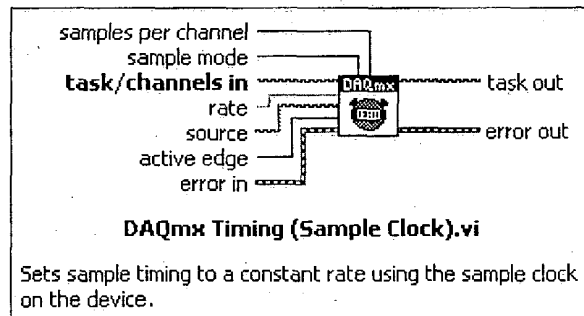 samples per channel
sample mode
task/channels in
rate
source
active edge
error in
DAQmx
task out
error out
DAQmx Timing (Sample Clock).vi
Sets sample timing to a constant rate using the sample clock
on the device.